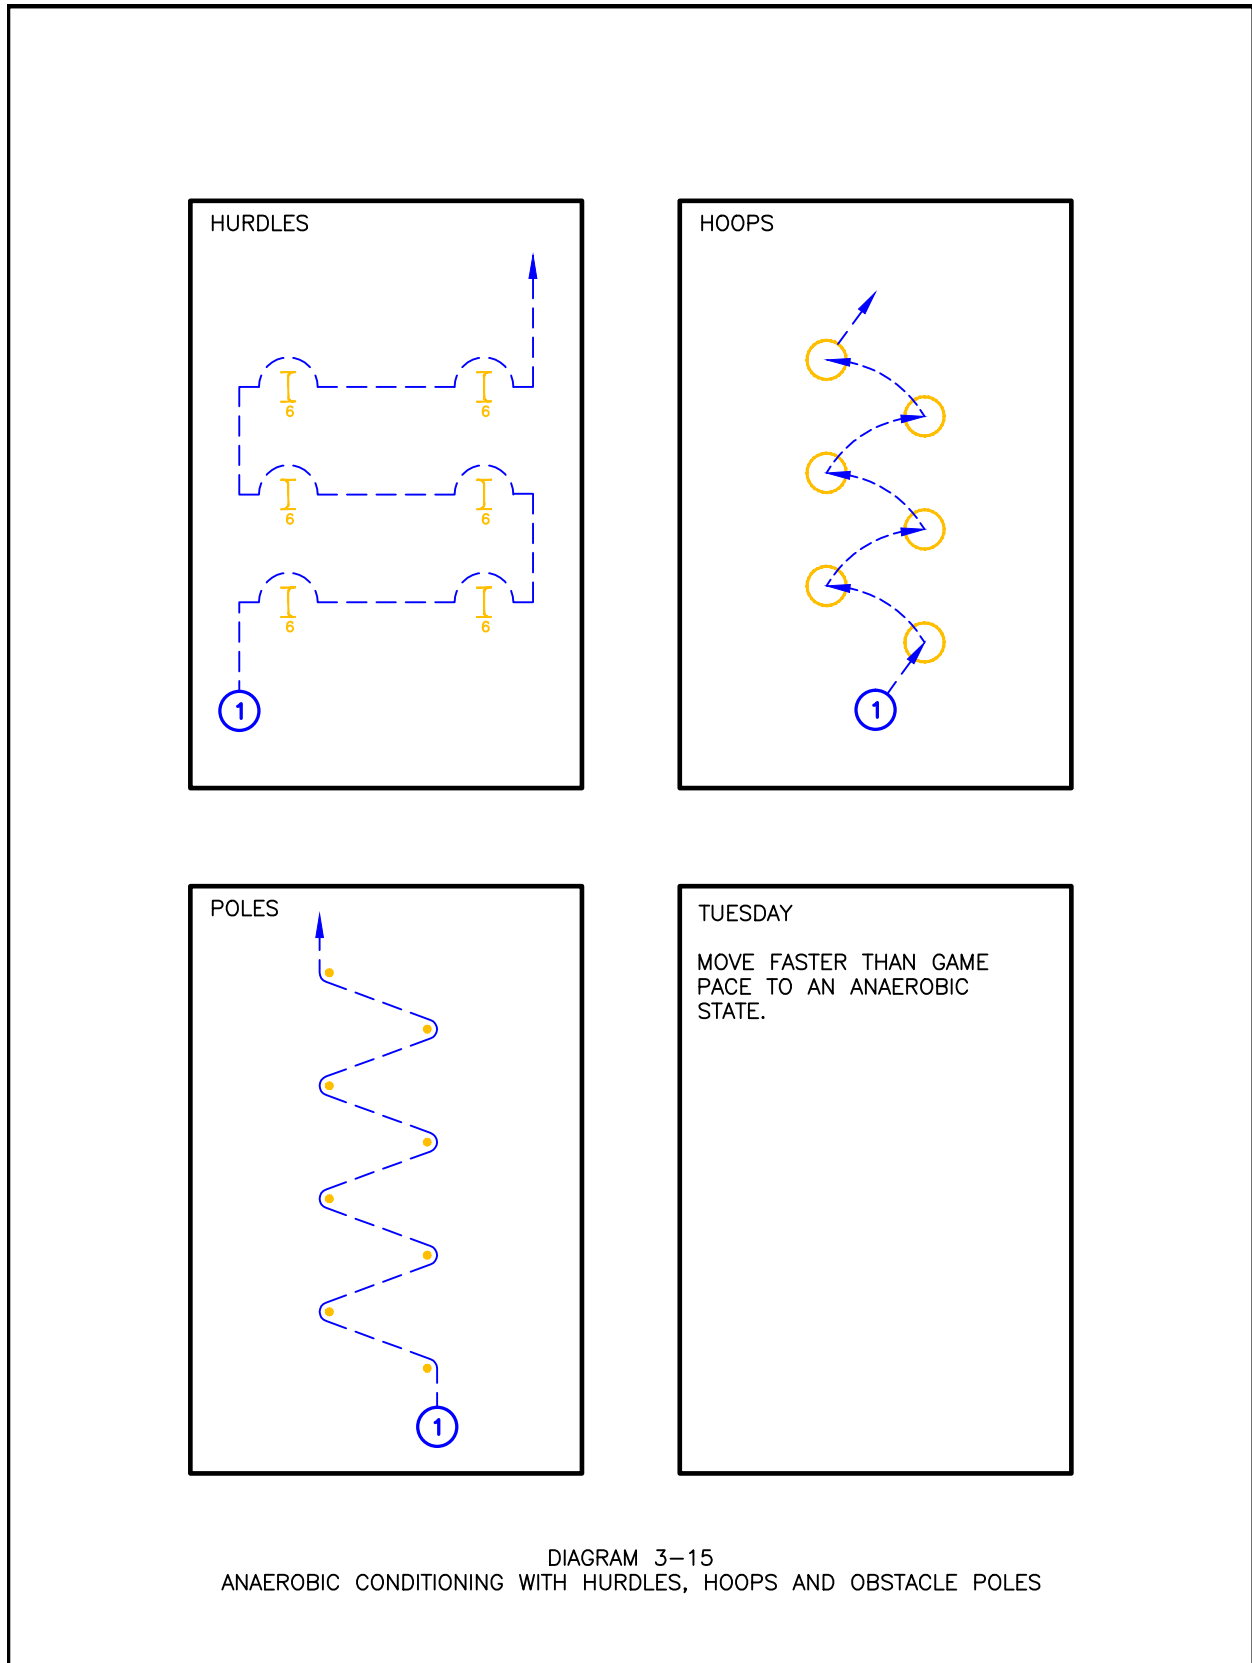 HURDLES
6
6
6
6
6
6
1
HOOPS
1
POLES
1
TUESDAY
MOVE FASTER THAN GAME
PACE TO AN ANAEROBIC
STATE.
DIAGRAM 3-15
ANAEROBIC CONDITIONING WITH HURDLES, HOOPS AND OBSTACLE POLES